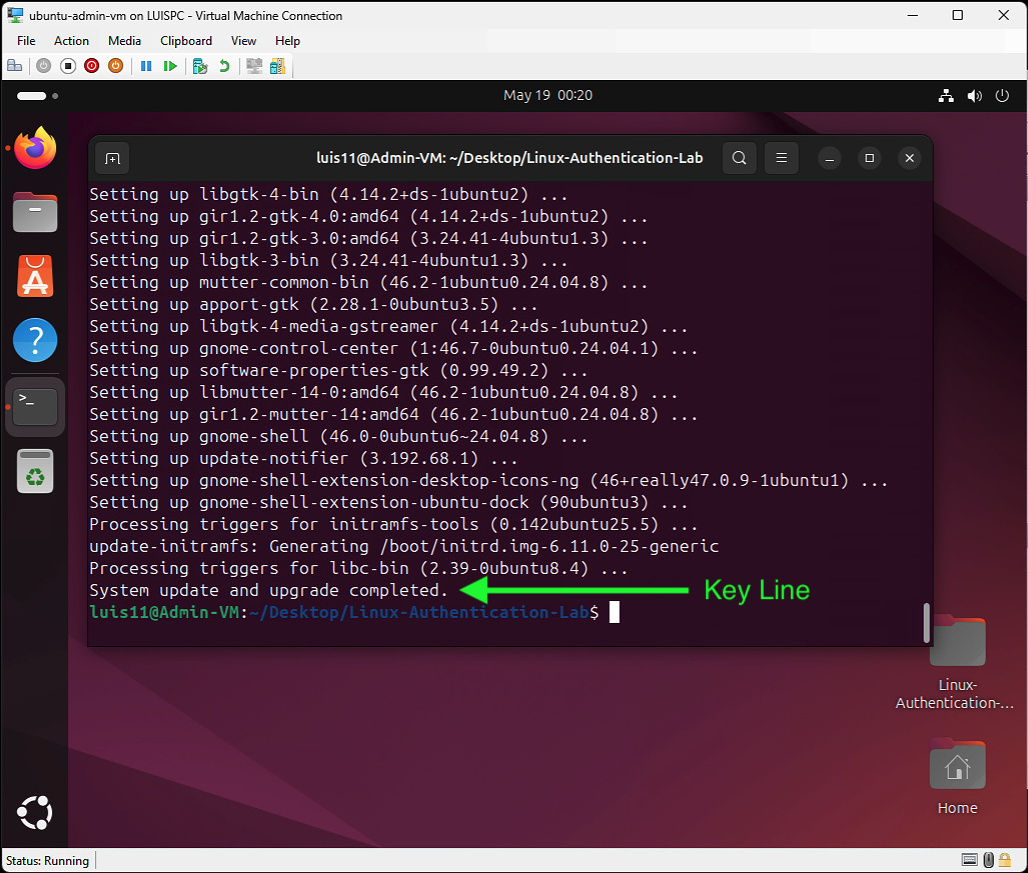 ubuntu-admin-vm on LUISPC - Virtual Machine Connection
File Action Media Clipboard View Help
May 19 00:20
luis11@Admin-VM: ~/Desktop/Linux-Authentication-Lab
Setting up libgtk-4-bin (4.14.2+ds-1ubuntu2) ...
Setting up gir1.2-gtk-4.0:amd64 (4.14.2+ds-1ubuntu2) ...
Setting up gir1.2-gtk-3.0:amd64 (3.24.41-4ubuntu1.3) ...
Setting up libgtk-3-bin (3.24.41-4ubuntu1.3) ...
Setting up mutter-common-bin (46.2-1ubuntu0.24.04.8) ...
Setting up apport-gtk (2.28.1-0ubuntu3.5) ...
Setting up libgtk-4-media-gstreamer (4.14.2+ds-1ubuntu2) ...
Setting up gnome-control-center (1:46.7-0ubuntu0.24.04.1) ...
Setting up software-properties-gtk (0.99.49.2) ...
Setting up libmutter-14-0:amd64 (46.2-1ubuntu0.24.04.8) ...
Setting up gir1.2-mutter-14:amd64 (46.2-1ubuntu0.24.04.8) ...
Setting up gnome-shell (46.0-0ubuntu6~24.04.8) ...
Setting up update-notifier (3.192.68.1) ...
Setting up gnome-shell-extension-desktop-icons-ng (46+really47.0.9-1ubuntu1) ...
Setting up gnome-shell-extension-ubuntu-dock (90ubuntu3) ...
Processing triggers for initramfs-tools (0.142ubuntu25.5) ...
update-initramfs: Generating /boot/initrd.img-6.11.0-25-generic
Processing triggers for libc-bin (2.39-0ubuntu8.4) ...
System update and upgrade completed.
Key Line
luis11@Admin-VM:~/Desktop/Linux-Authentication-Lab$
Linux-
Authentication-...
Home
Status: Running